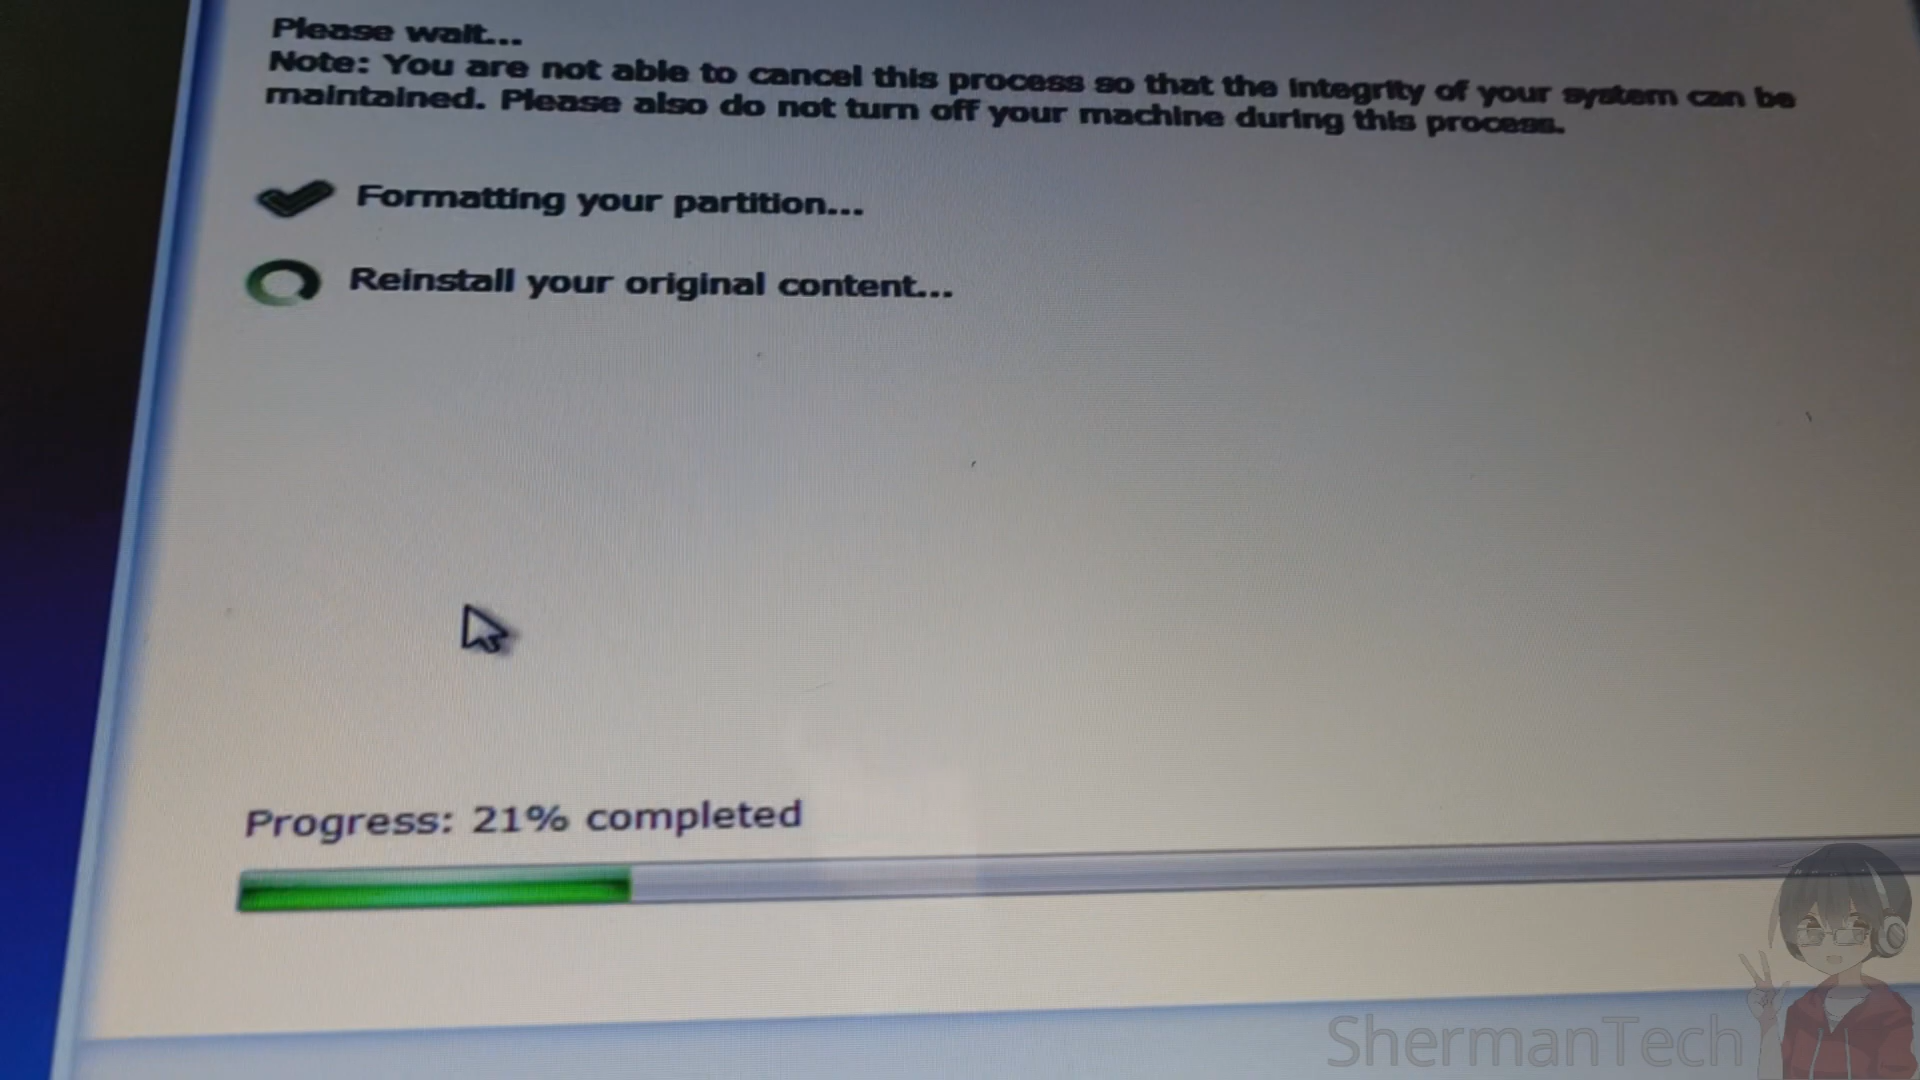 Please wait...
Note: You are not able to cancel this process so that the integrity of your system can be
maintained. Please also do not turn off your machine during this process.
Formatting your partition...
Reinstall your original content...
Progress: 21% completed
ShermanTech